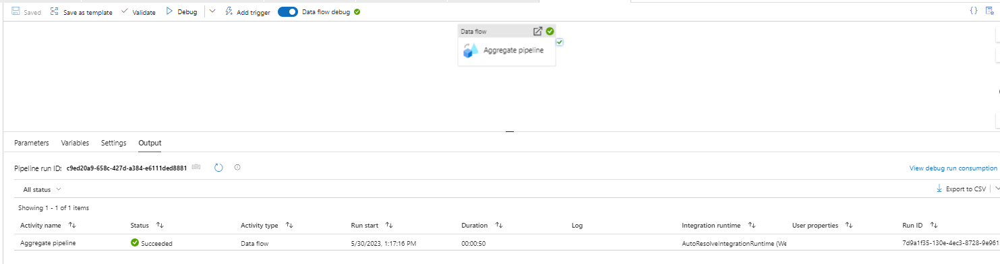 Saved Save as template Validate Debug Add trigger Data flow debug {}
Data flow
Aggregate pipeline
Parameters Variables Settings Output
Pipeline run ID: c9ed20a9-658c-427d-a384-e6111ded8881 View debug run consumption
All status Export to CSV
Showing 1 - 1 of 1 items
Activity name Status Activity type Run start Duration Log Integration runtime User properties Run ID
Aggregate pipeline Succeeded Data flow 5/30/2023, 1:17:16 PM 00:00:50 AutoResolveIntegrationRuntime (We 7d9a1f35-130e-4ec3-8728-9e961